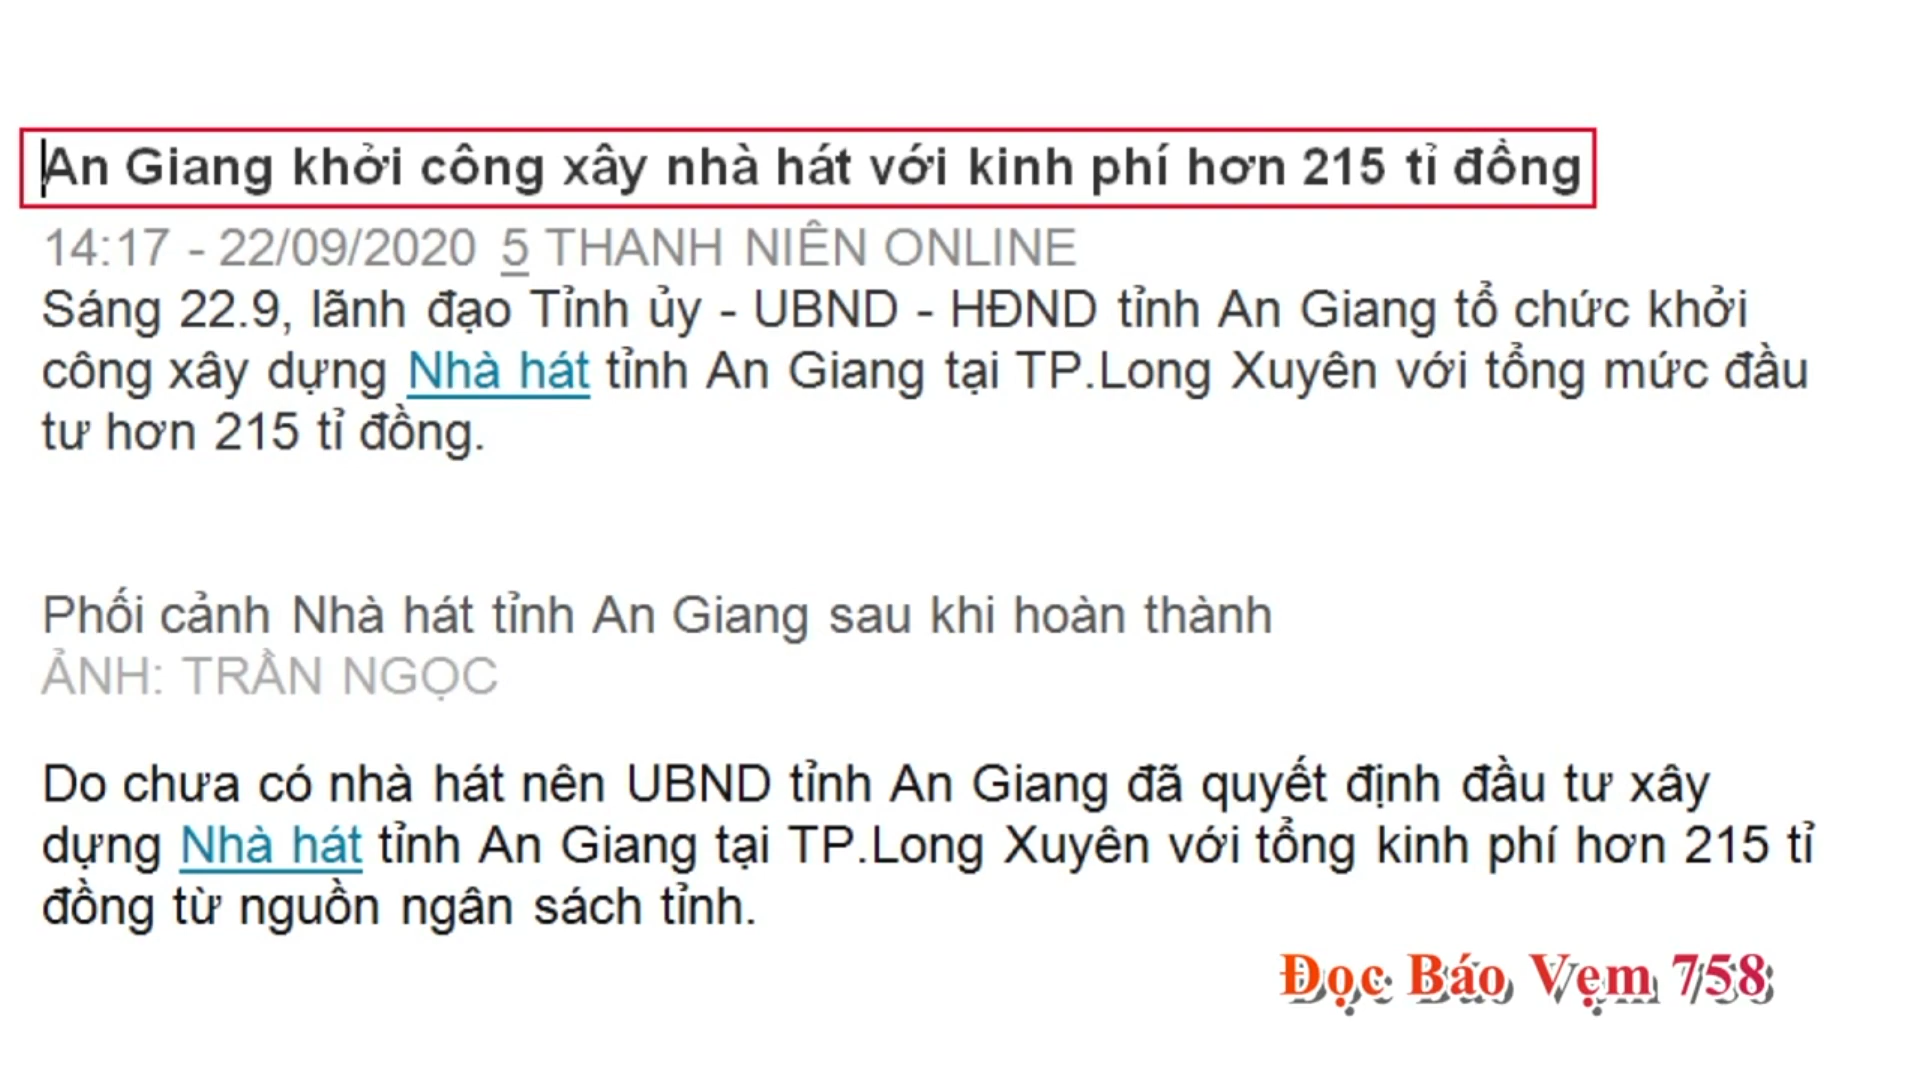 An Giang khởi công xây nhà hát với kinh phí hơn 215 tỉ đồng
14:17 - 22/09/2020 5 THANH NIÊN ONLINE
Sáng 22.9, lãnh đạo Tỉnh ủy - UBND - HĐND tỉnh An Giang tổ chức khởi
công xây dựng Nhà hát tỉnh An Giang tại TP.Long Xuyên với tổng mức đầu
tư hơn 215 tỉ đồng.
Phối cảnh Nhà hát tỉnh An Giang sau khi hoàn thành
ẢNH: TRẦN NGỌC
Do chưa có nhà hát nên UBND tỉnh An Giang đã quyết định đầu tư xây
dựng Nhà hát tỉnh An Giang tại TP.Long Xuyên với tổng kinh phí hơn 215 tỉ
đồng từ nguồn ngân sách tỉnh.
Đọc Báo Vẹm 758